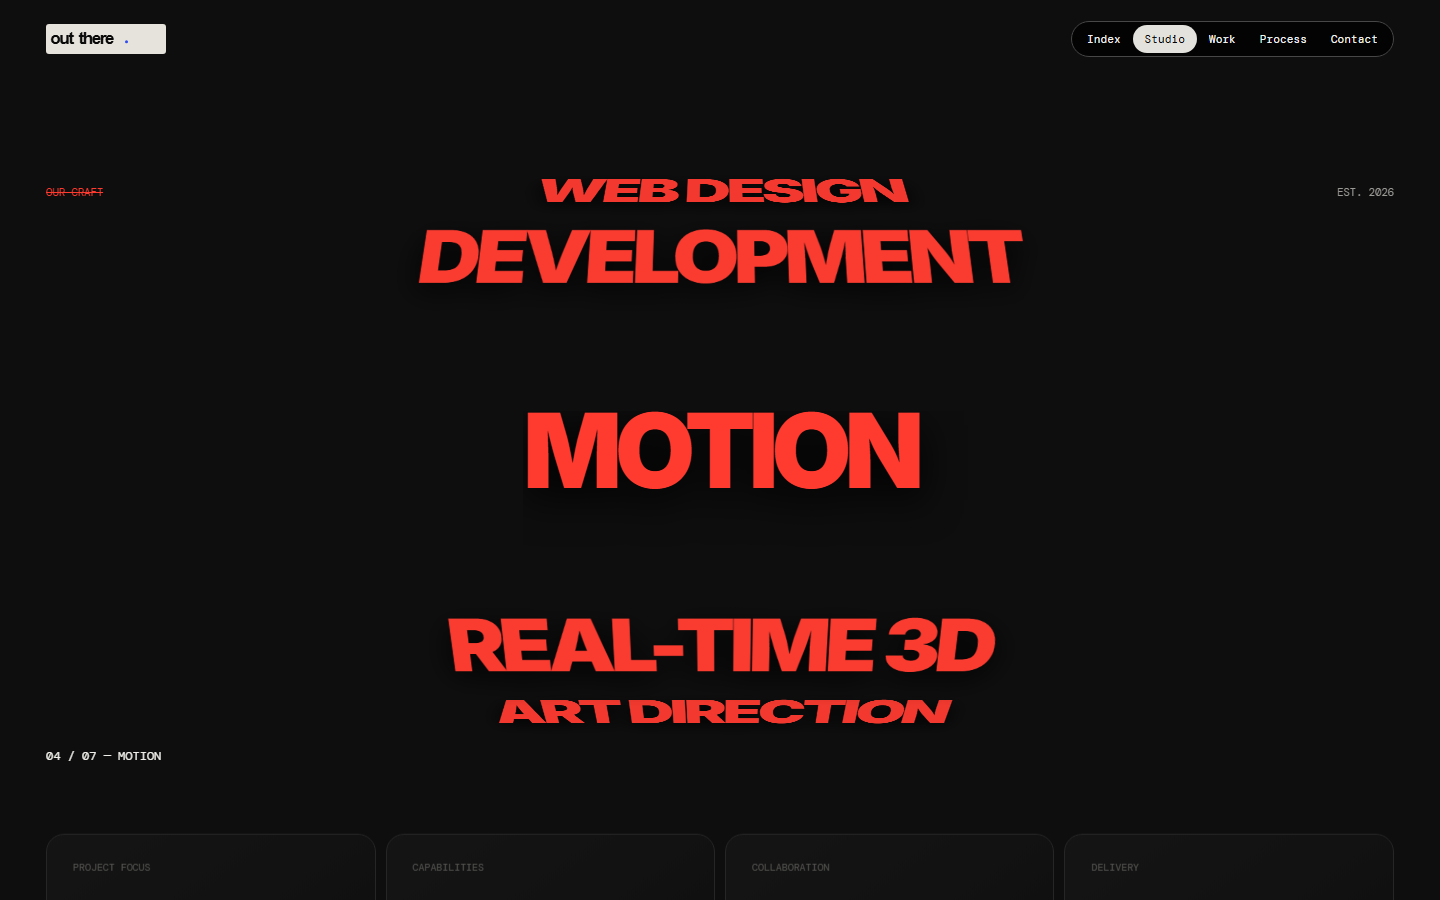 out there .
Index Studio Work Process Contact
OUR CRAFT
EST. 2026
WEB DESIGN
DEVELOPMENT
MOTION
REAL-TIME 3D
ART DIRECTION
04 / 07 — MOTION
PROJECT FOCUS
CAPABILITIES
COLLABORATION
DELIVERY